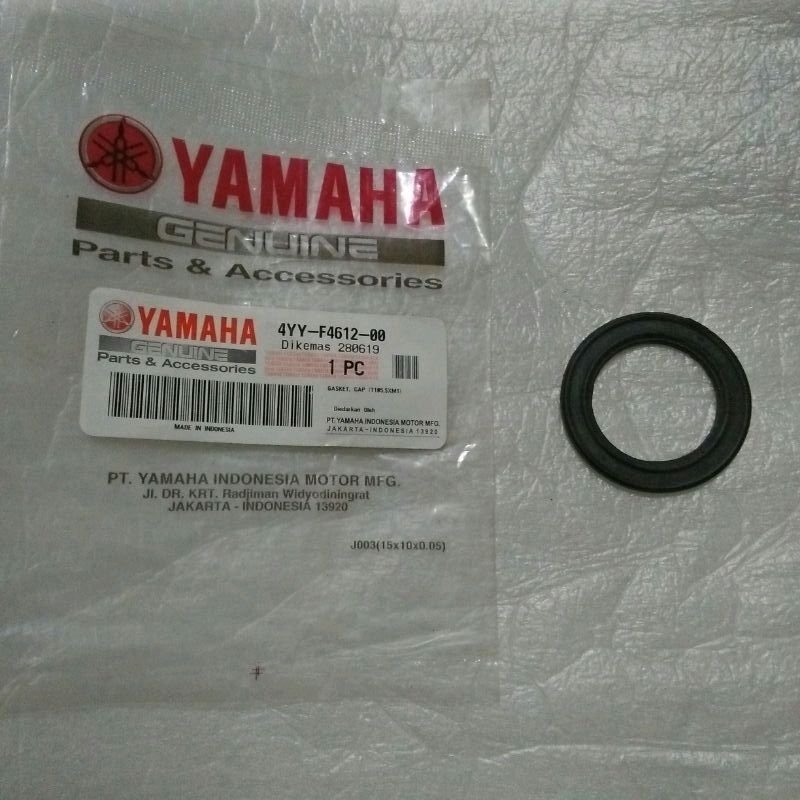 YAMAHA
GENUINE
Parts & Accessories
YAMAHA
GENUINE
Parts & Accessories
4YY-F4612-00
Dikemas 280619
1 PC
GASKET, CAP
MADE IN INDONESIA
Diedarkan Oleh
PT. YAMAHA INDONESIA MOTOR MFG.
JAKARTA-INDONESIA 13920
PT. YAMAHA INDONESIA MOTOR MFG.
Jl. DR. KRT. Radjiman Widyodiningrat
JAKARTA - INDONESIA 13920
J003(15x10x0.05)
#